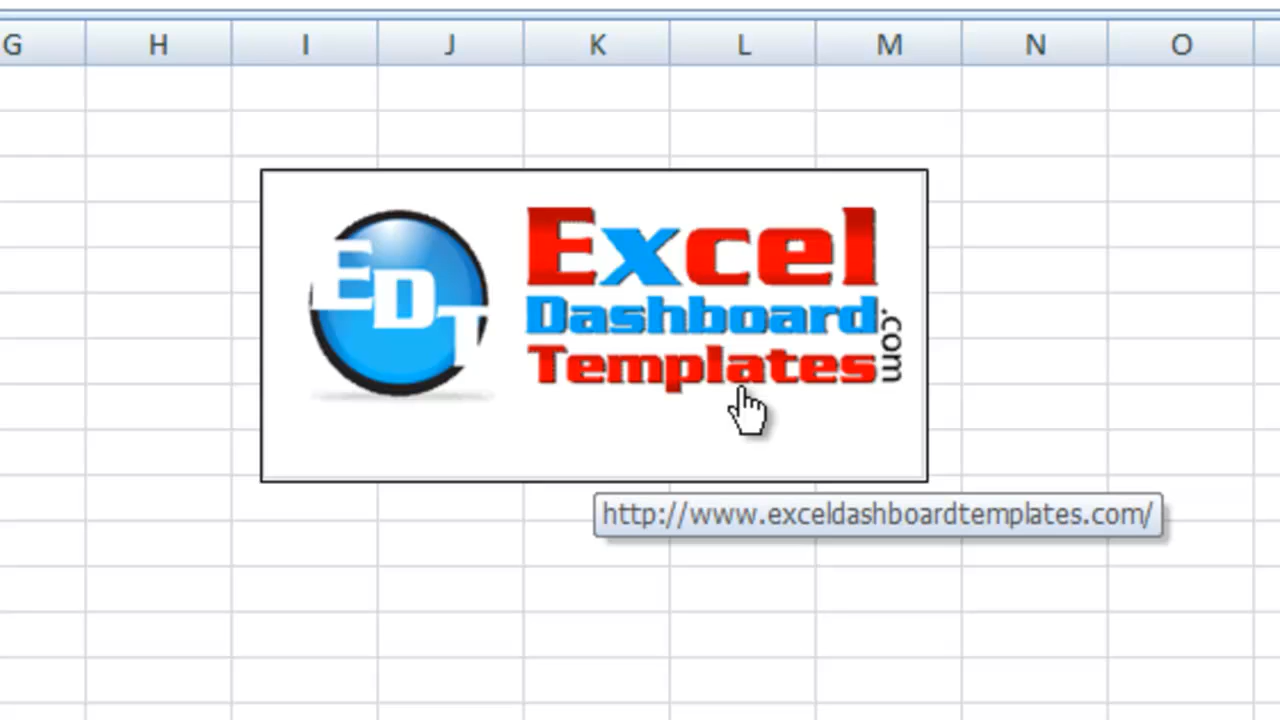 G H I J K L M N O
EDT
Excel
Dashboard
Templates
.com
http://www.exceldashboardtemplates.com/